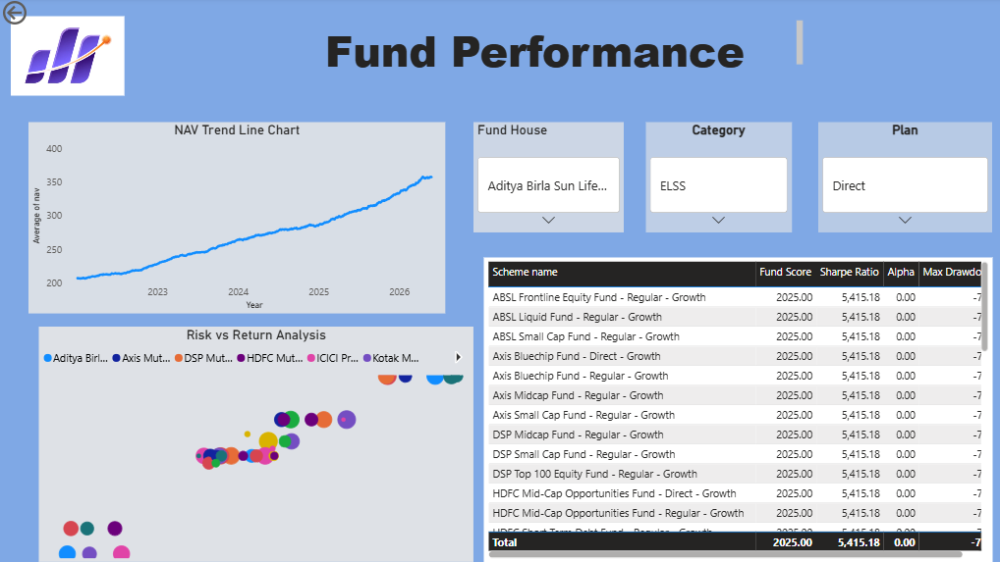 Fund Performance
NAV Trend Line Chart
400
350
300
250
200
Average of nav
2023 2024 2025 2026
Year
Fund House
Aditya Birla Sun Life...
Category
ELSS
Plan
Direct
Risk vs Return Analysis
Aditya Birl... Axis Mut... DSP Mut... HDFC Mut... ICICI Pr... Kotak M...
Scheme name Fund Score Sharpe Ratio Alpha Max Drawdo
ABSL Frontline Equity Fund - Regular - Growth 2025.00 5,415.18 0.00 -7
ABSL Liquid Fund - Regular - Growth 2025.00 5,415.18 0.00 -7
ABSL Small Cap Fund - Regular - Growth 2025.00 5,415.18 0.00 -7
Axis Bluechip Fund - Direct - Growth 2025.00 5,415.18 0.00 -7
Axis Bluechip Fund - Regular - Growth 2025.00 5,415.18 0.00 -7
Axis Midcap Fund - Regular - Growth 2025.00 5,415.18 0.00 -7
Axis Small Cap Fund - Regular - Growth 2025.00 5,415.18 0.00 -7
DSP Midcap Fund - Regular - Growth 2025.00 5,415.18 0.00 -7
DSP Small Cap Fund - Regular - Growth 2025.00 5,415.18 0.00 -7
DSP Top 100 Equity Fund - Regular - Growth 2025.00 5,415.18 0.00 -7
HDFC Mid-Cap Opportunities Fund - Direct - Growth 2025.00 5,415.18 0.00 -7
HDFC Mid-Cap Opportunities Fund - Regular - Growth 2025.00 5,415.18 0.00 -7
Total 2025.00 5,415.18 0.00 -7